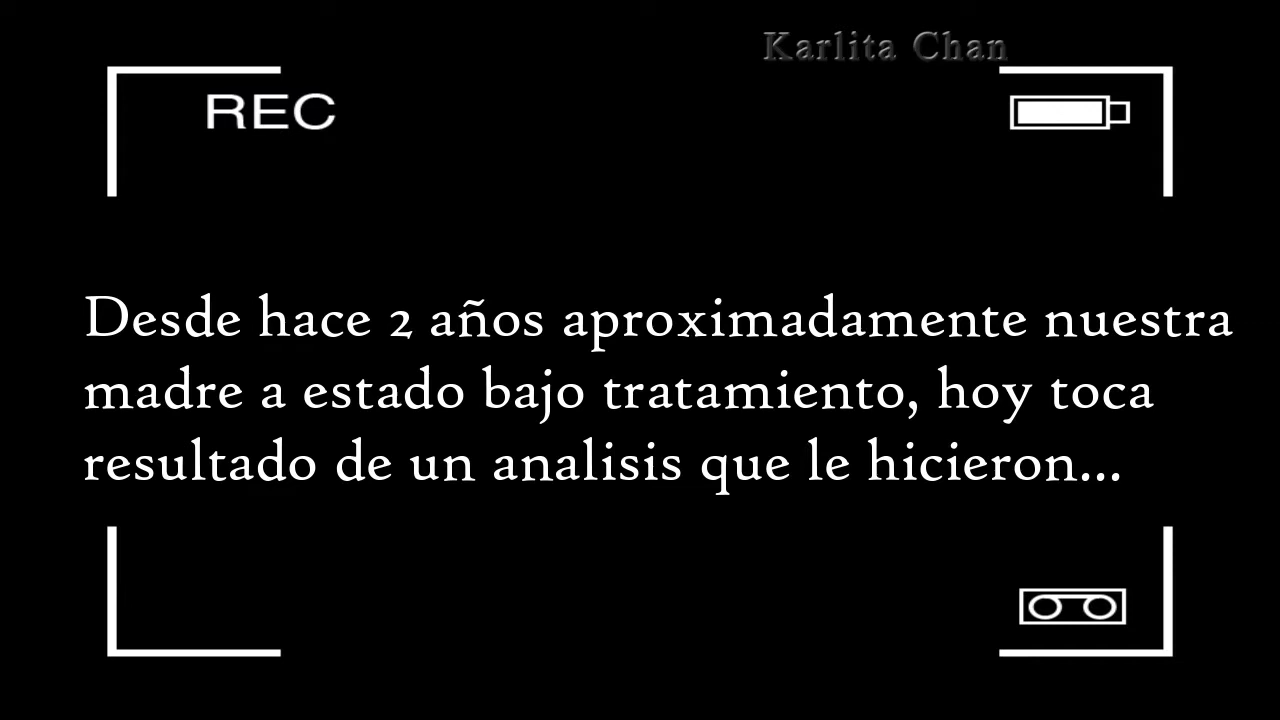 Karlita Chan
REC
Desde hace 2 años aproximadamente nuestra
madre a estado bajo tratamiento, hoy toca
resultado de un analisis que le hicieron...